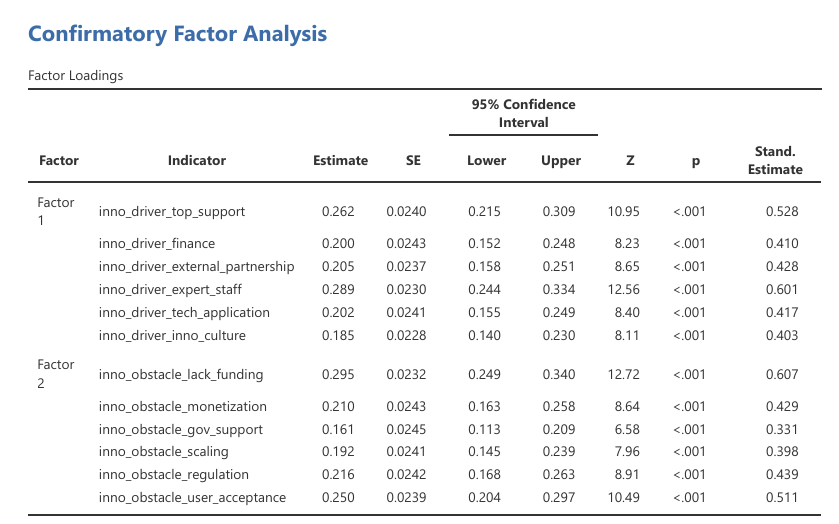 Confirmatory Factor Analysis
Factor Loadings
95% Confidence
Interval
Factor Indicator Estimate SE Lower Upper Z p Stand.
Estimate
Factor
1 inno_driver_top_support 0.262 0.0240 0.215 0.309 10.95 <.001 0.528
inno_driver_finance 0.200 0.0243 0.152 0.248 8.23 <.001 0.410
inno_driver_external_partnership 0.205 0.0237 0.158 0.251 8.65 <.001 0.428
inno_driver_expert_staff 0.289 0.0230 0.244 0.334 12.56 <.001 0.601
inno_driver_tech_application 0.202 0.0241 0.155 0.249 8.40 <.001 0.417
inno_driver_inno_culture 0.185 0.0228 0.140 0.230 8.11 <.001 0.403
Factor
2 inno_obstacle_lack_funding 0.295 0.0232 0.249 0.340 12.72 <.001 0.607
inno_obstacle_monetization 0.210 0.0243 0.163 0.258 8.64 <.001 0.429
inno_obstacle_gov_support 0.161 0.0245 0.113 0.209 6.58 <.001 0.331
inno_obstacle_scaling 0.192 0.0241 0.145 0.239 7.96 <.001 0.398
inno_obstacle_regulation 0.216 0.0242 0.168 0.263 8.91 <.001 0.439
inno_obstacle_user_acceptance 0.250 0.0239 0.204 0.297 10.49 <.001 0.511